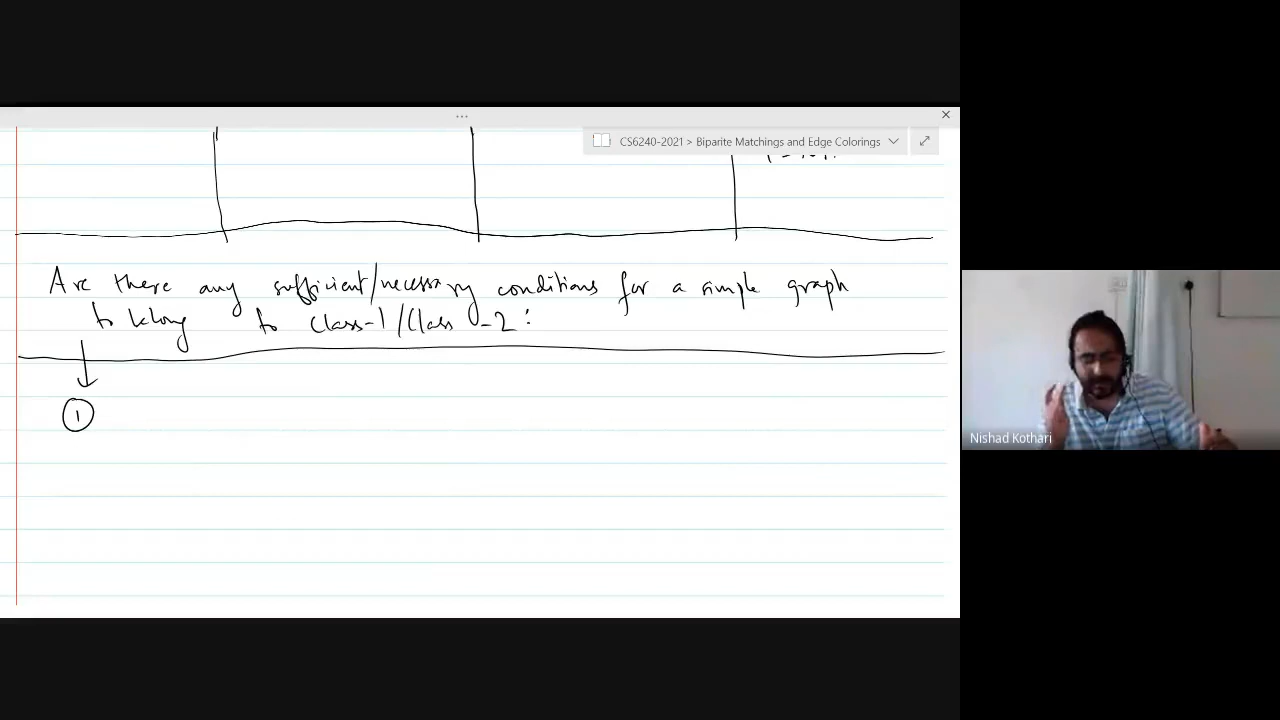 CS6240-2021 > Biparite Matchings and Edge Colorings
Are there any sufficient/necessary conditions for a simple graph
to belong to Class-1/Class-2?
1
Nishad Kothari